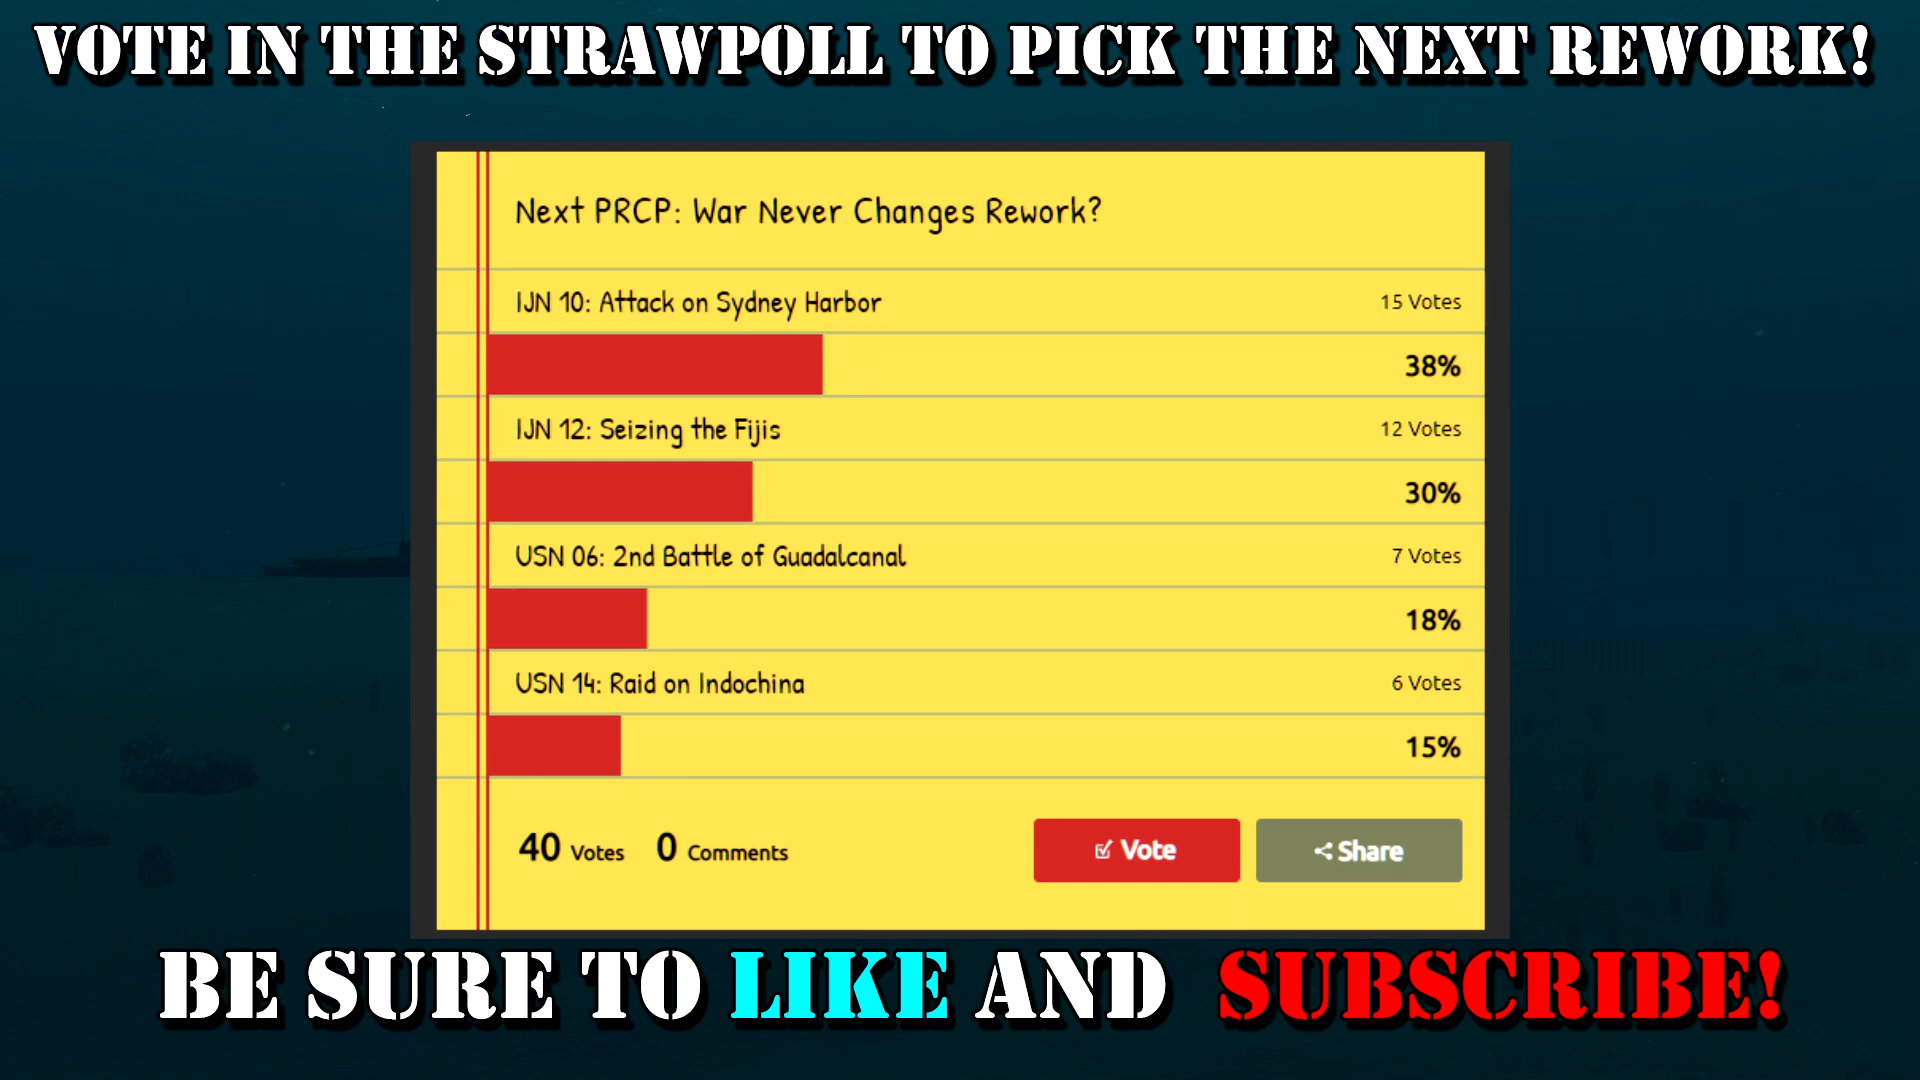 VOTE IN THE STRAWPOLL TO PICK THE NEXT REWORK!
Next PRCP: War Never Changes Rework?
IJN 10: Attack on Sydney Harbor 15 Votes
38%
IJN 12: Seizing the Fijis 12 Votes
30%
USN 06: 2nd Battle of Guadalcanal 7 Votes
18%
USN 14: Raid on Indochina 6 Votes
15%
40 Votes 0 Comments Vote Share
BE SURE TO LIKE AND SUBSCRIBE!